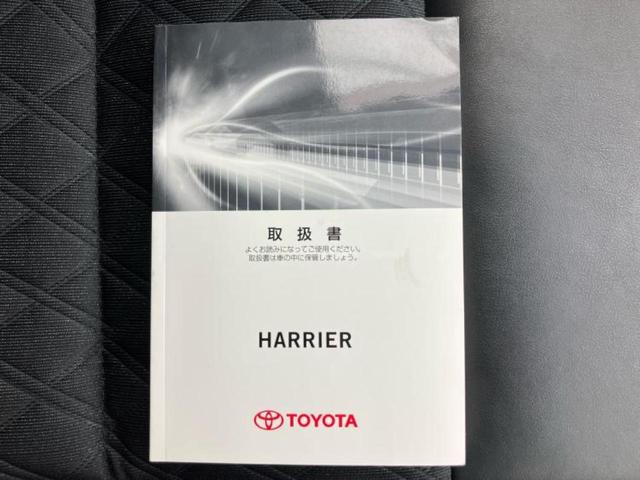 取扱書
よくお読みになってご使用ください。
取扱書は車の中に保管しましょう。
HARRIER
TOYOTA